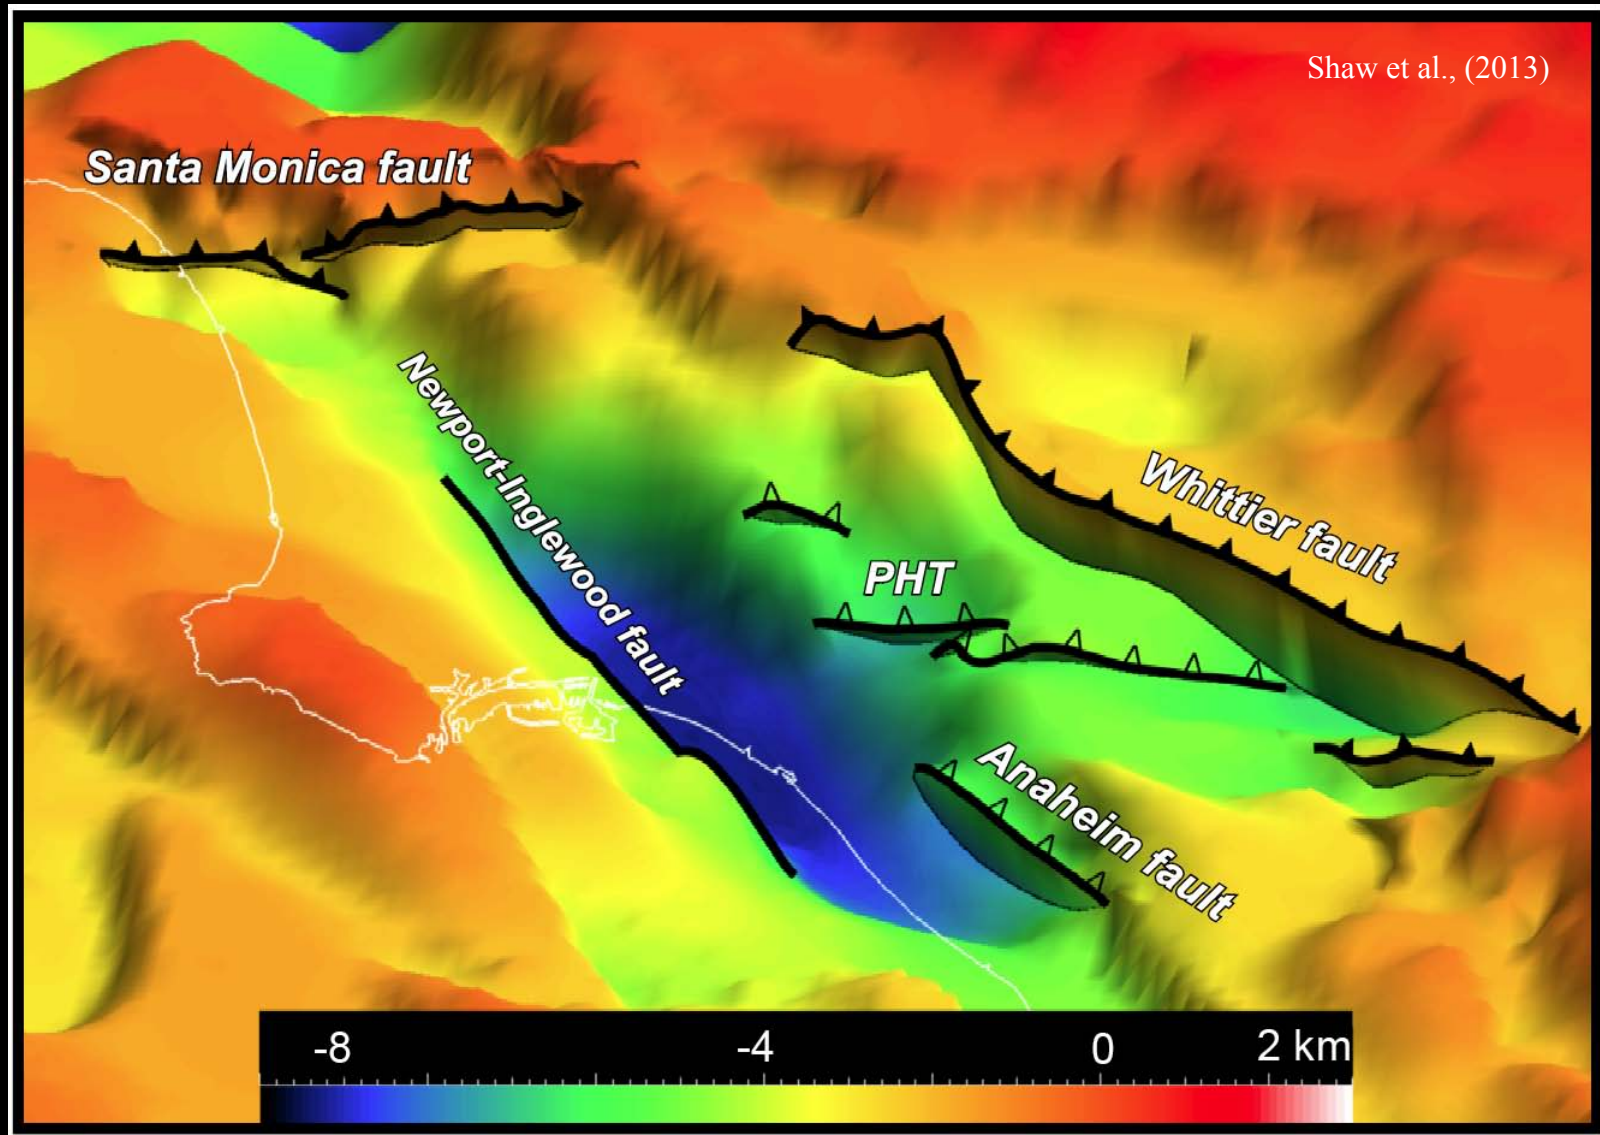 Shaw et al., (2013)
Santa Monica fault
Newport-Inglewood fault
Whittier fault
PHT
Anaheim fault
-8 -4 0 2 km